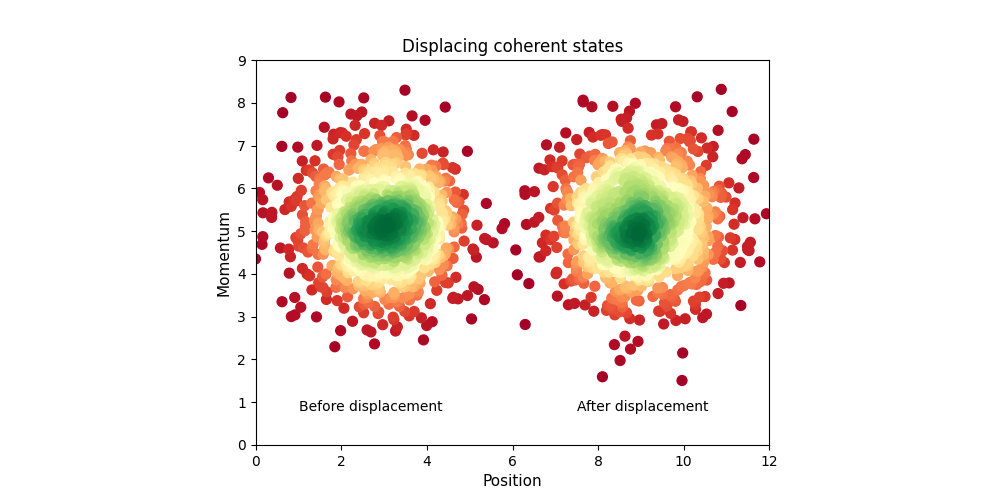 Displacing coherent states
9
8
7
6
5
4
3
2
1
0
Momentum
Before displacement
After displacement
0 2 4 6 8 10 12
Position